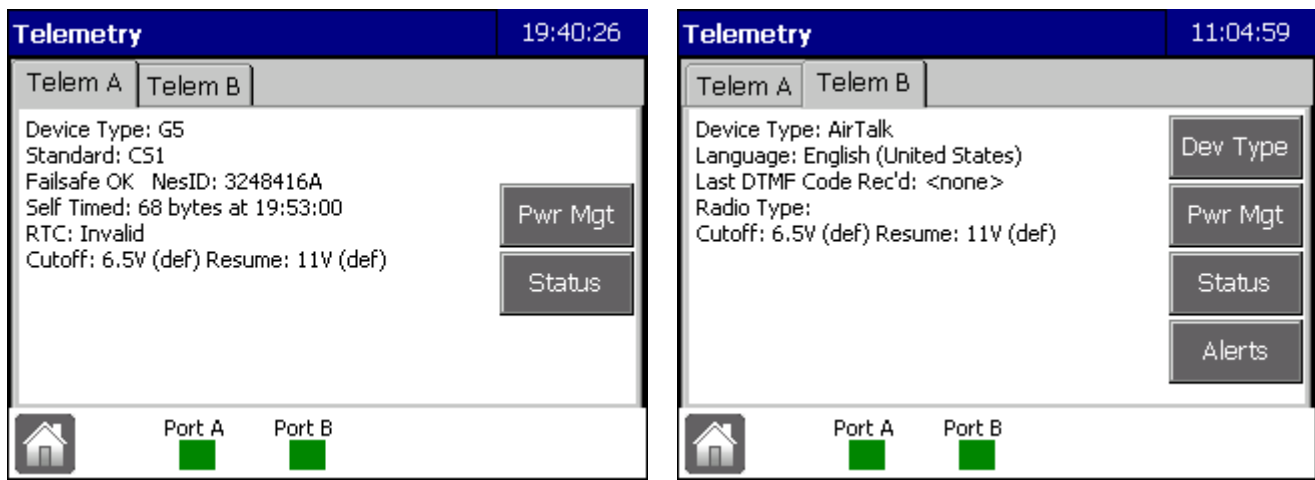 Telemetry 19:40:26
Telem A Telem B
Device Type: G5
Standard: CS1
Failsafe OK NesID: 3248416A
Self Timed: 68 bytes at 19:53:00
RTC: Invalid
Cutoff: 6.5V (def) Resume: 11V (def)
Pwr Mgt
Status
Port A Port B
Telemetry 11:04:59
Telem A Telem B
Device Type: AirTalk
Language: English (United States)
Last DTMF Code Rec'd: <none>
Radio Type:
Cutoff: 6.5V (def) Resume: 11V (def)
Dev Type
Pwr Mgt
Status
Alerts
Port A Port B